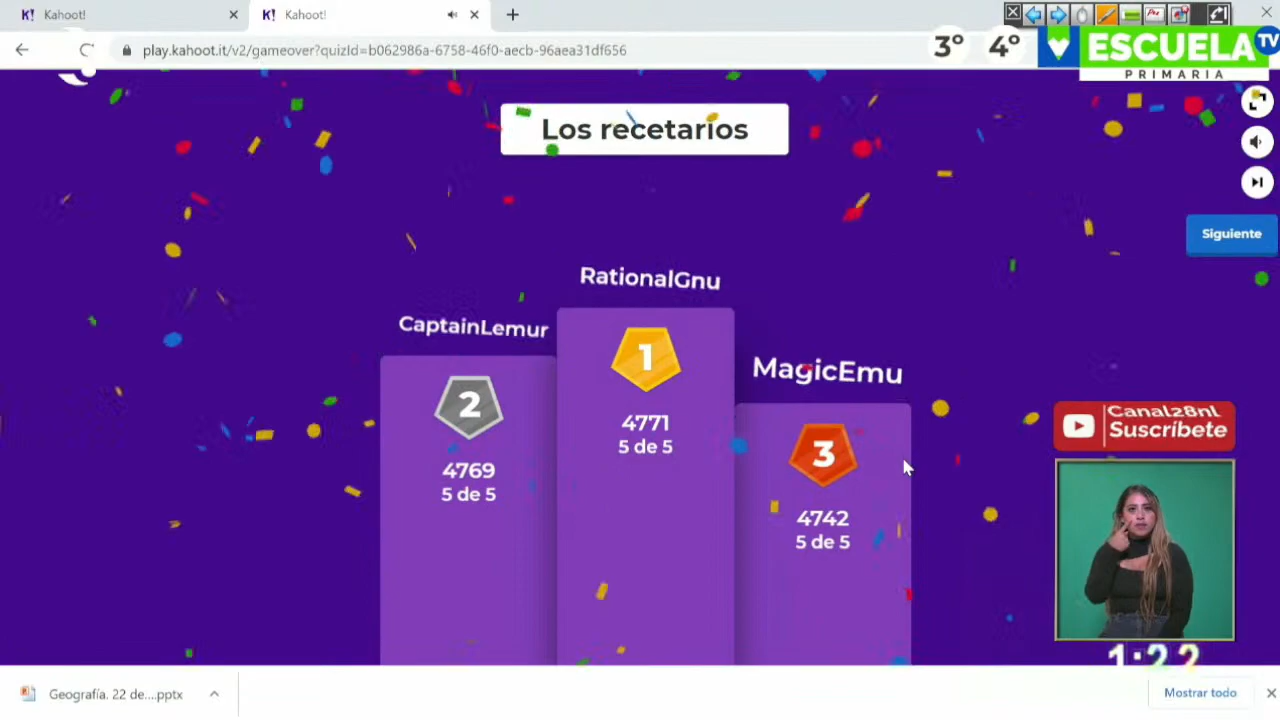 Kahoot!
Kahoot!
play.kahoot.it/v2/gameover?quizId=b062986a-6758-46f0-aecb-96aea31df656
3° 4°
ESCUELA TV
PRIMARIA
Los recetarios
Siguiente
RationalGnu
CaptainLemur
MagicEmu
1
4771
5 de 5
2
4769
5 de 5
3
4742
5 de 5
Canal28nl
Suscríbete
1:22
Geografía. 22 de....pptx
Mostrar todo